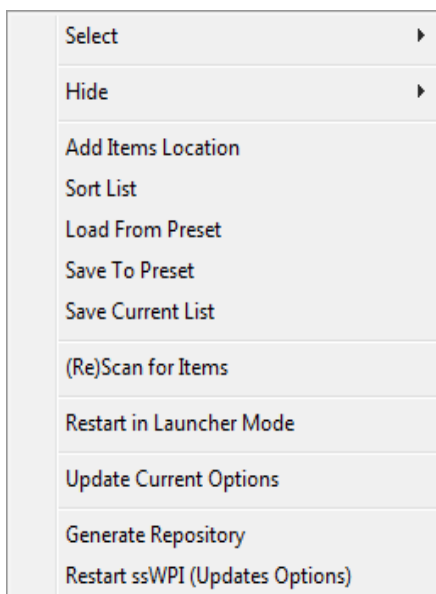 Select
Hide
Add Items Location
Sort List
Load From Preset
Save To Preset
Save Current List
(Re)Scan for Items
Restart in Launcher Mode
Update Current Options
Generate Repository
Restart ssWPI (Updates Options)